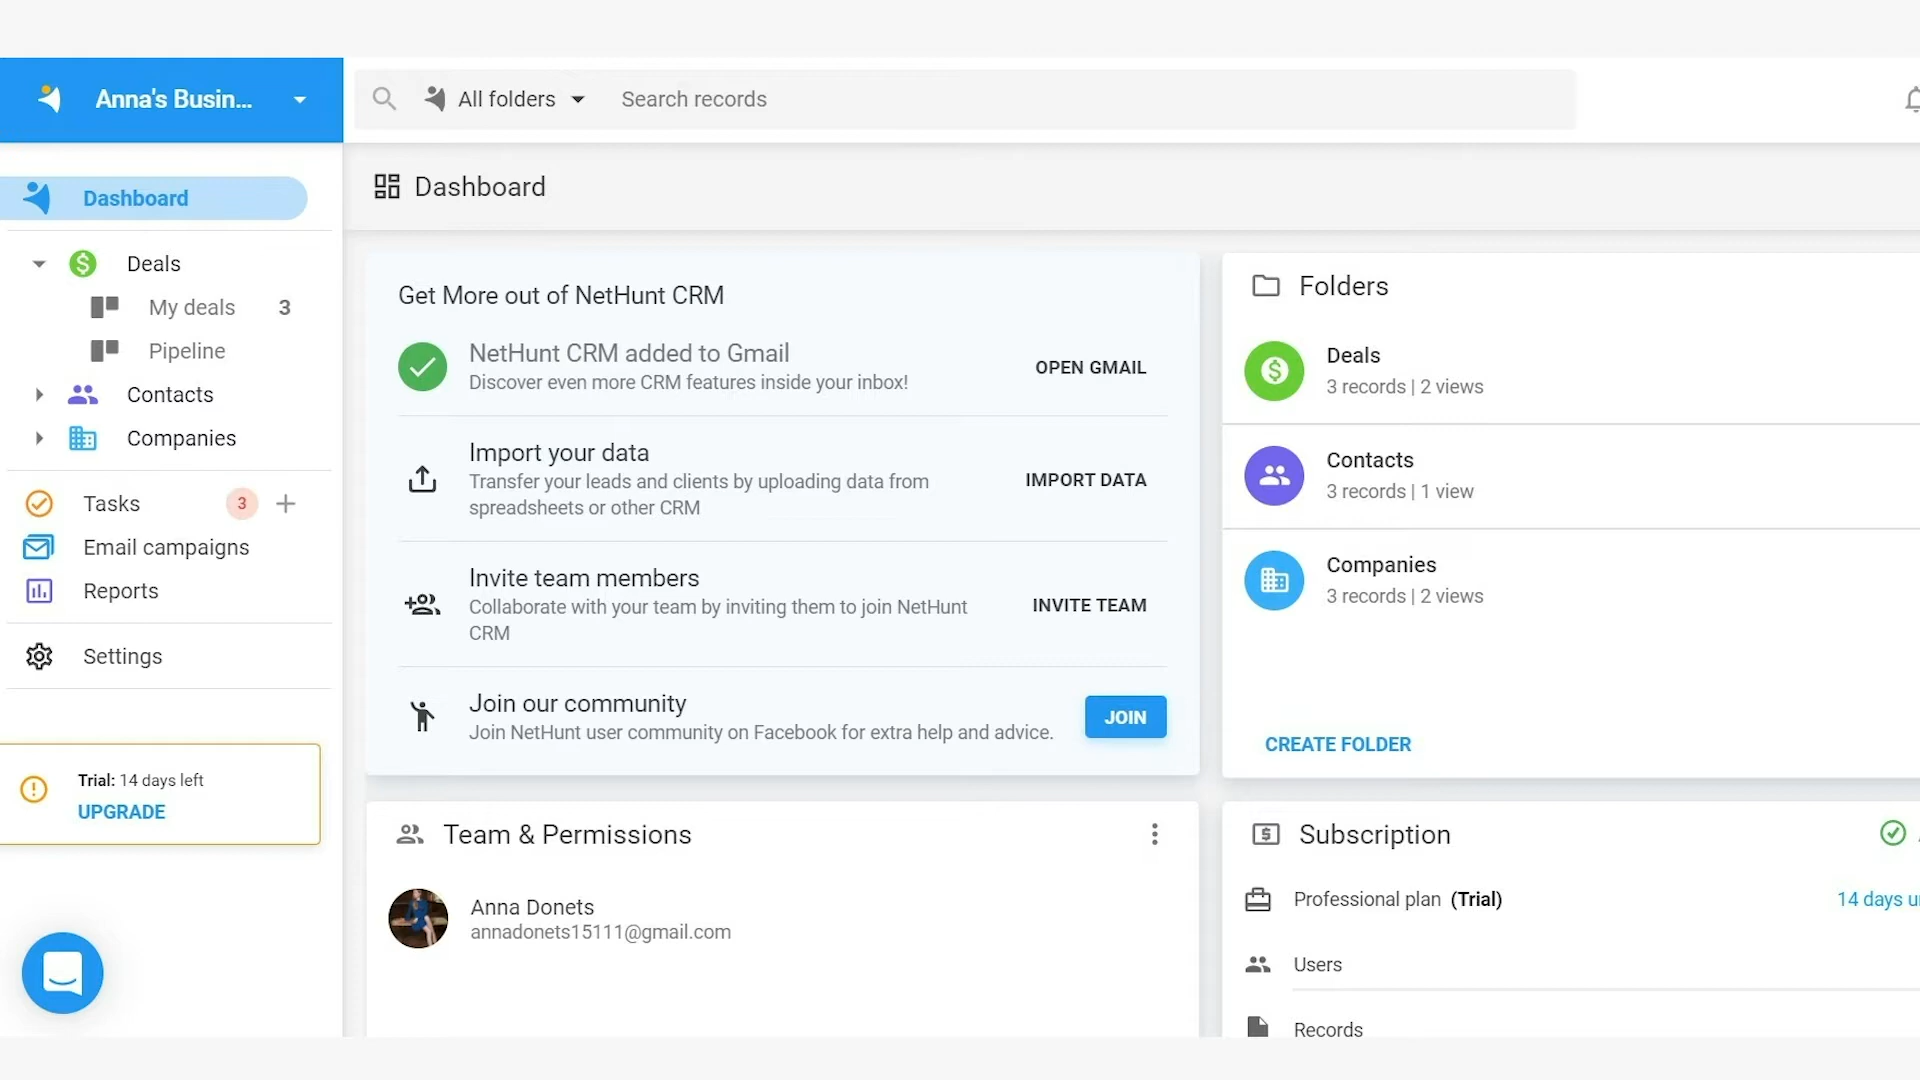 Anna's Busin...
All folders
Search records
Dashboard
Deals
My deals 3
Pipeline
Contacts
Companies
Tasks 3
Email campaigns
Reports
Settings
Trial: 14 days left
UPGRADE
Dashboard
Get More out of NetHunt CRM
NetHunt CRM added to Gmail
Discover even more CRM features inside your inbox!
OPEN GMAIL
Import your data
Transfer your leads and clients by uploading data from
spreadsheets or other CRM
IMPORT DATA
Invite team members
Collaborate with your team by inviting them to join NetHunt
CRM
INVITE TEAM
Join our community
Join NetHunt user community on Facebook for extra help and advice.
JOIN
Folders
Deals
3 records | 2 views
Contacts
3 records | 1 view
Companies
3 records | 2 views
CREATE FOLDER
Team & Permissions
Anna Donets
annadonets15111@gmail.com
Subscription
Professional plan (Trial)
14 days
Users
Records